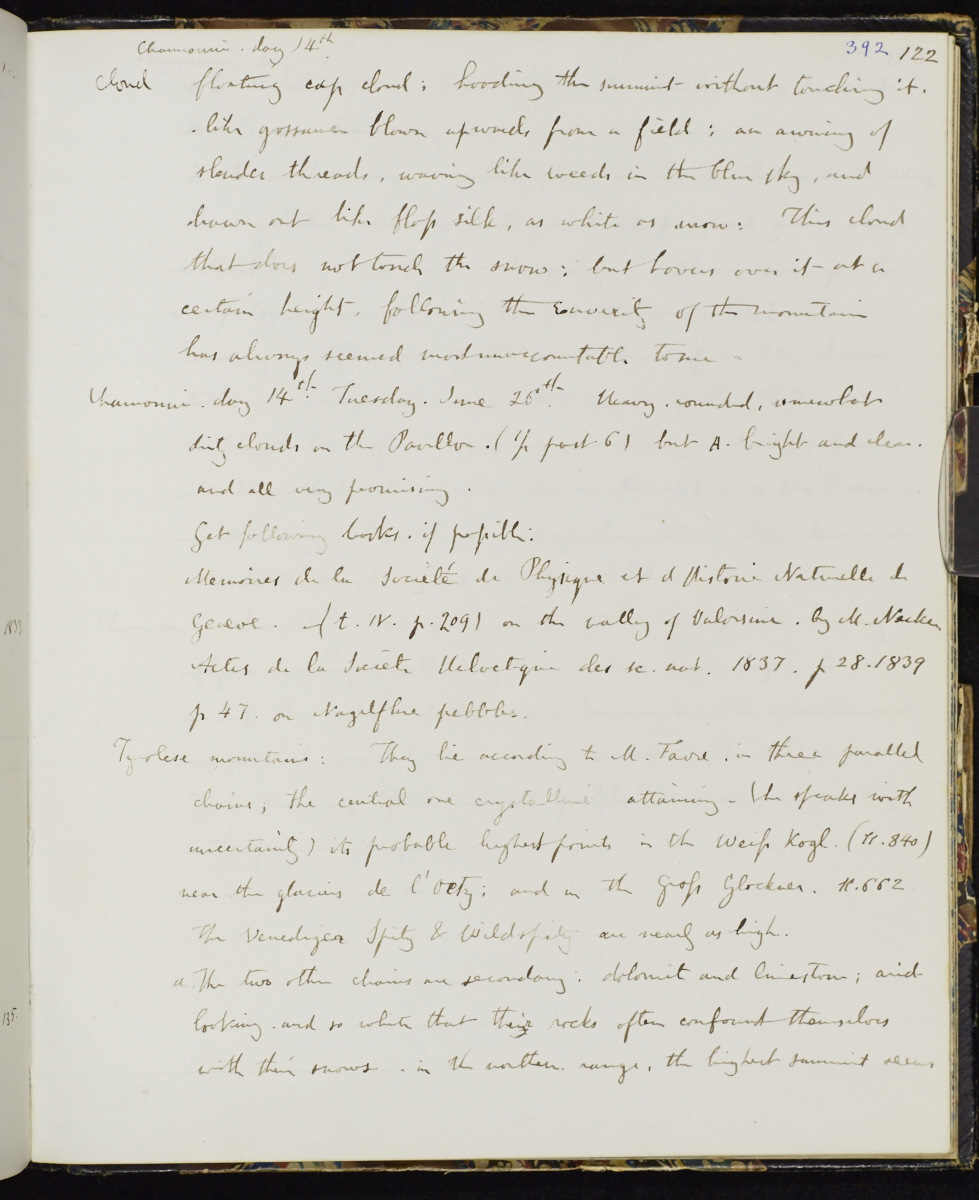 Chamouni. day 14th
392 122
Cloud floating cap cloud; hooding the summit without touching it.
like gossamer blown upwards from a field; an awning of
slender threads, waving like weeds in the blue sky, and
drawn out like floss silk, as white as snow: This cloud
that does not touch the snow; but hovers over it at a
certain height, following the convexity of the mountain
has always seemed most unaccountable to me
Chamouni. day 14th. Tuesday. June 26th. Heavy, rounded, somewhat
dirty clouds on the Pavillon. (1/2 past 6) but A. bright and clear.
and all very promising.
Get following books, if possible:
Memoires de la Société de Physique et d Histoire Naturelle de
Geneve. (t. IV. p. 209) on the valley of Valorsine. by M. Necker
Actes de la Societe Helvetique des sc. nat. 1837. p 28. 1839
p 47. on Nagelflue pebbles.
Tyrolese mountains: They lie according to M. Favre. in three parallel
chains; the central one crystalline attaining (he speaks with
uncertainty) its probable highest points in the Weiss Kogl. (11.840)
near the glaciers de l'Oetz; and in the Gross Glockner. 11.662
The Venediger Spitz & Wildspitz are nearly as high.
a. The two other chains are secondary: dolomit and limestone; arid
looking. and so white that their rocks often confound themselves
with their snows. in the northern range, the highest summit seems
1839
135.